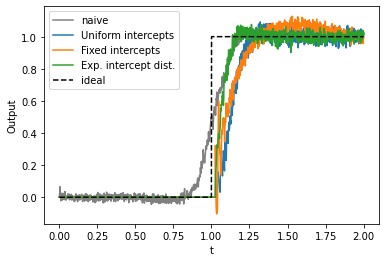 naive
Uniform intercepts
Fixed intercepts
Exp. intercept dist.
ideal
Output
1.0
0.8
0.6
0.4
0.2
0.0
0.00 0.25 0.50 0.75 1.00 1.25 1.50 1.75 2.00
t